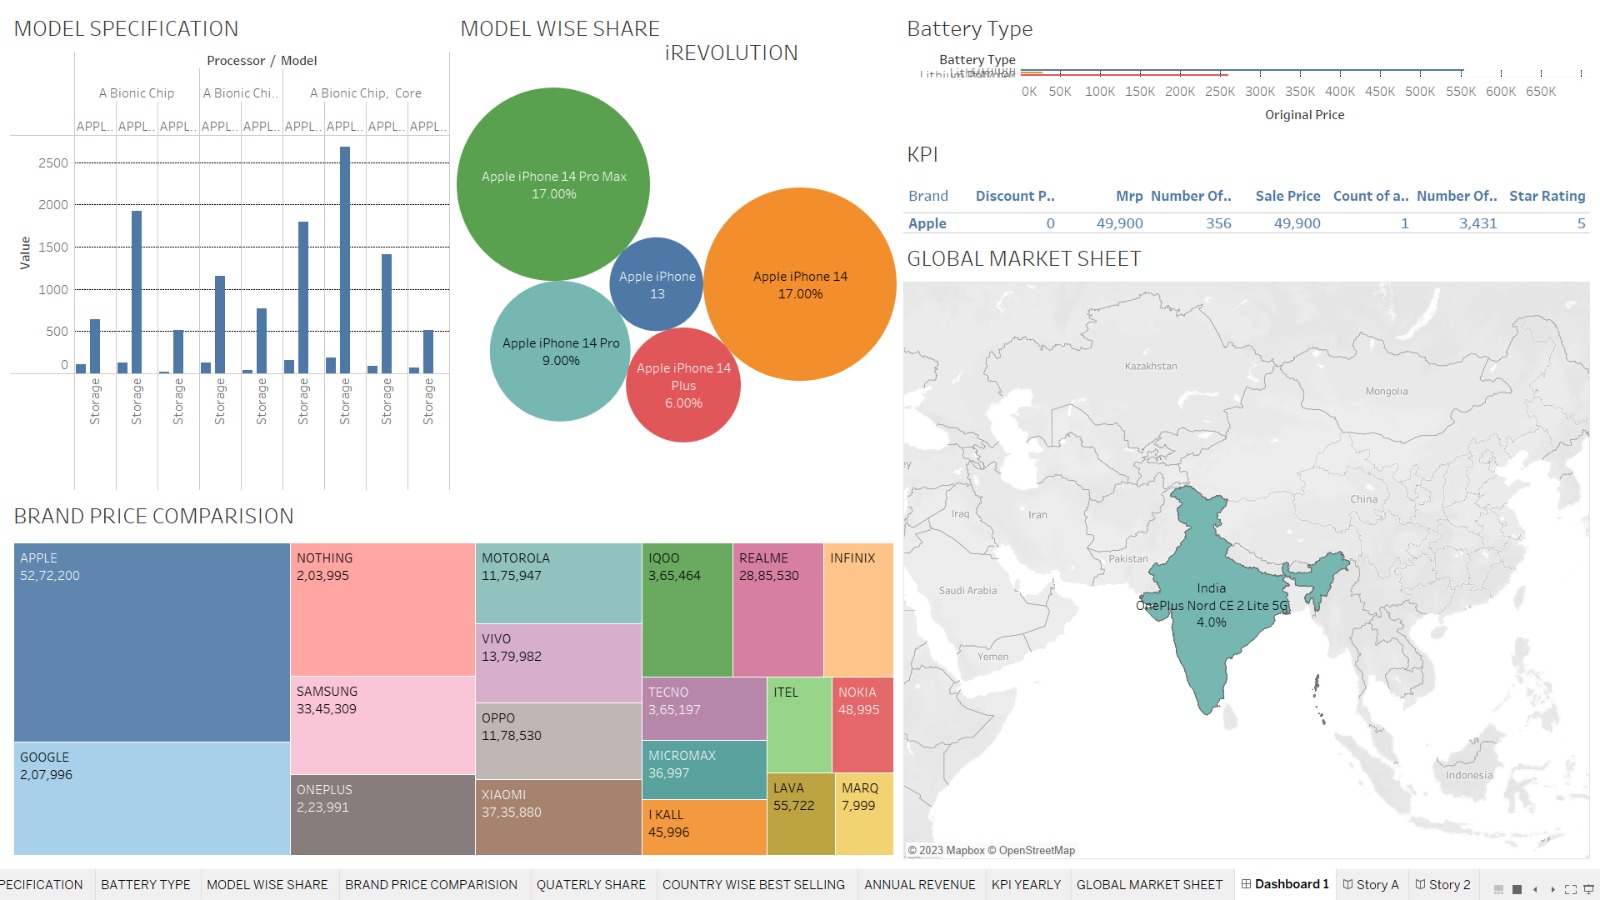 MODEL SPECIFICATION
Processor / Model
A Bionic Chip
A Bionic Chi..
A Bionic Chip, Core
APPL..
APPL..
APPL..
APPL..
APPL..
APPL..
APPL..
APPL..
APPL..
Value
2500
2000
1500
1000
500
0
Storage
Storage
Storage
Storage
Storage
Storage
Storage
Storage
Storage
MODEL WISE SHARE
iREVOLUTION
Apple iPhone 14 Pro Max
17.00%
Apple iPhone
13
Apple iPhone 14
17.00%
Apple iPhone 14 Pro
9.00%
Apple iPhone 14
Plus
6.00%
Battery Type
Battery Type
0K 50K 100K 150K 200K 250K 300K 350K 400K 450K 500K 550K 600K 650K
Original Price
KPI
Brand Discount P.. Mrp Number Of.. Sale Price Count of a.. Number Of.. Star Rating
Apple 0 49,900 356 49,900 1 3,431 5
GLOBAL MARKET SHEET
Kazakhstan
Mongolia
China
Iraq
Iran
Pakistan
Saudi Arabia
Yemen
India
OnePlus Nord CE 2 Lite 5G
4.0%
Indonesia
© 2023 Mapbox © OpenStreetMap
BRAND PRICE COMPARISION
APPLE
52,72,200
GOOGLE
2,07,996
NOTHING
2,03,995
SAMSUNG
33,45,309
ONEPLUS
2,23,991
MOTOROLA
11,75,947
VIVO
13,79,982
OPPO
11,78,530
XIAOMI
37,35,880
IQOO
3,65,464
REALME
28,85,530
INFINIX
TECNO
3,65,197
MICROMAX
36,997
I KALL
45,996
ITEL
NOKIA
48,995
LAVA
55,722
MARQ
7,999
PECIFICATION
BATTERY TYPE
MODEL WISE SHARE
BRAND PRICE COMPARISION
QUATERLY SHARE
COUNTRY WISE BEST SELLING
ANNUAL REVENUE
KPI YEARLY
GLOBAL MARKET SHEET
Dashboard 1
Story A
Story 2